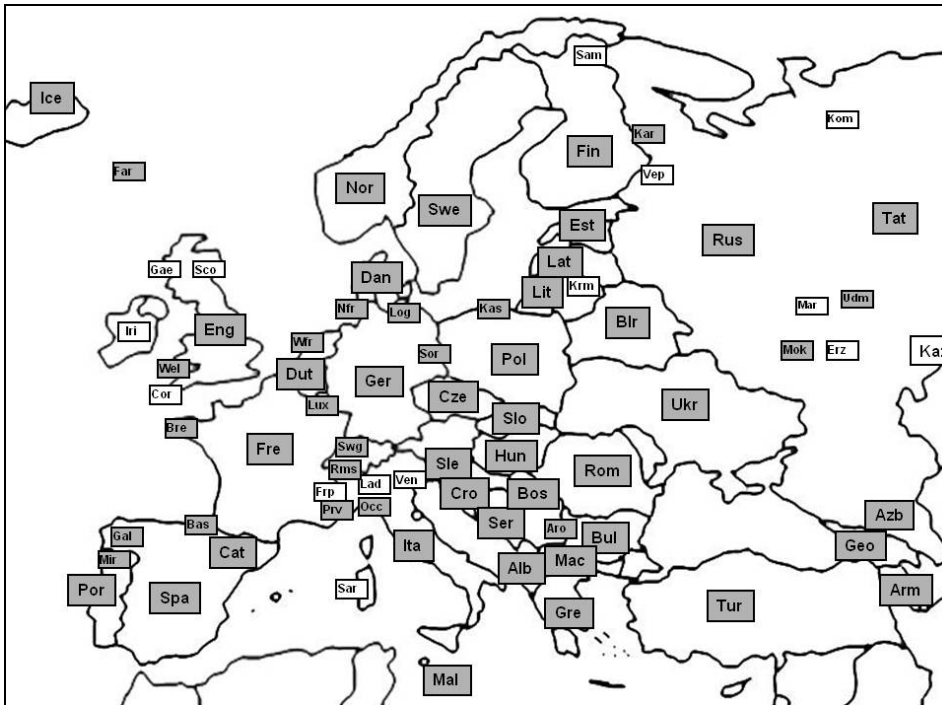 Sam
Ice
Kom
Kar
Fin
Far
Vep
Nor
Swe
Tat
Est
Rus
Lat
Gae
Sco
Dan
Krm
Lit
Nfr
Log
Kas
Udm
Mar
Blr
Iri
Eng
Wfr
Sor
Pol
Mok
Erz
Kaz
Wel
Dut
Ger
Cor
Cze
Lux
Ukr
Slo
Bre
Fre
Swg
Hun
Sle
Rms
Rom
Ven
Lad
Frp
Cro
Bos
Prv
Occ
Azb
Bas
Ser
Aro
Gal
Bul
Ita
Geo
Cat
Mir
Mac
Alb
Por
Sar
Arm
Spa
Tur
Gre
Mal